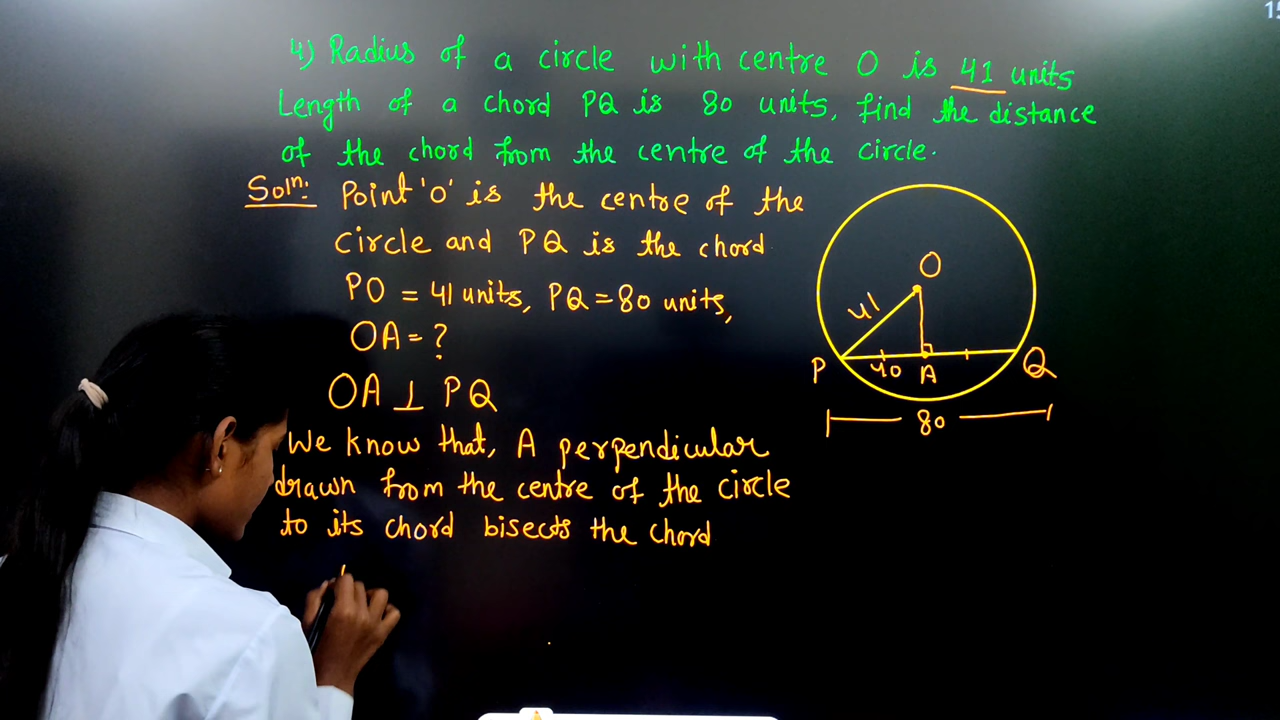 4) Radius of a circle with centre O is 41 units
Length of a chord PQ is 80 units, find the distance
of the chord from the centre of the circle.
Soln: Point 'O' is the centre of the
circle and PQ is the chord
PO = 41 units, PQ = 80 units,
OA = ?
OA ⊥ PQ
We know that, A perpendicular
drawn from the centre of the circle
to its chord bisects the chord
O
41
P 40 A Q
80